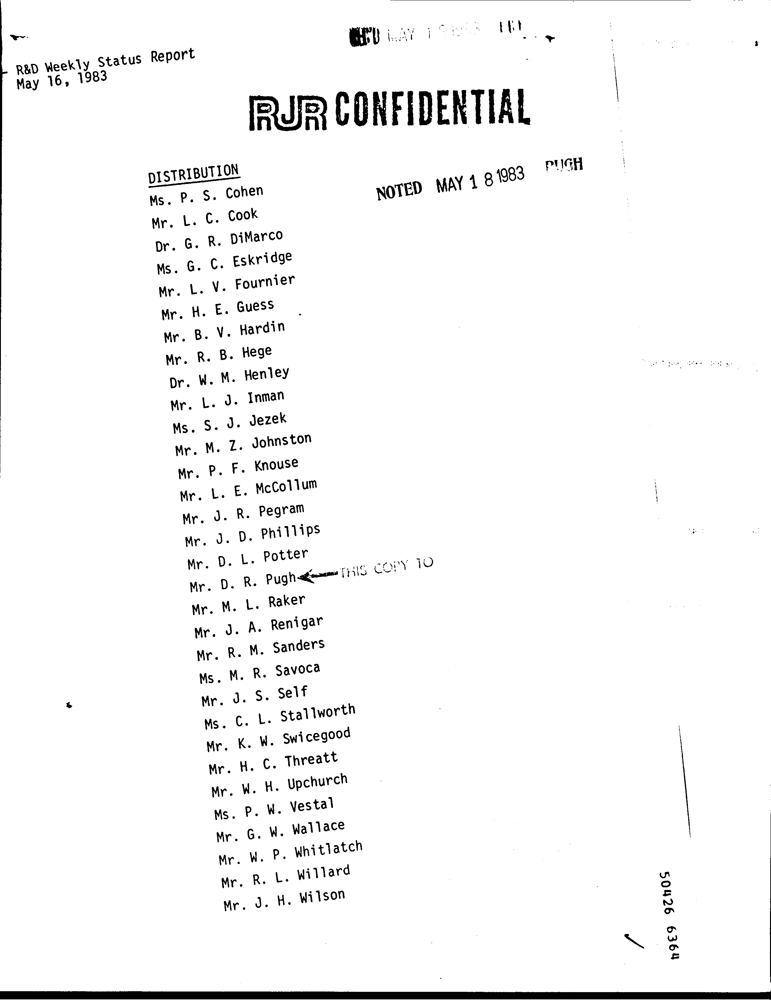 MAY
R&D Weekly Status Report
May 16, 1983
RJR CONFIDENTIAL
DISTRIBUTION
NOTED MAY 18 1983 PUGH
Ms. P. S. Cohen
Mr. L. C. Cook
Dr. G. R. DiMarco
Ms. G. C. Eskridge
Mr. L. V. Fournier
Mr. H. E. Guess
Mr. B. V. Hardin
Mr. R. B. Hege
Dr. W. M. Henley
Mr. L. J. Inman
Ms. S. J. Jezek
Mr. M. Z. Johnston
Mr. P. F. Knouse
Mr. L. E. McCollum
Mr. J. R. Pegram
Mr. J. D. Phillips
Mr. D. L. Potter
Mr. D. R. Pugh THIS COPY TO
Mr. M. L. Raker
Mr. J. A. Renigar
Mr. R. M. Sanders
Ms. M. R. Savoca
Mr. J. S. Self
Ms. C. L. Stallworth
Mr. K. W. Swicegood
Mr. H. C. Threatt
Mr. W. H. Upchurch
Ms. P. W. Vestal
Mr. G. W. Wallace
Mr. W. P. Whitlatch
Mr. R. L. Willard
Mr. J. H. Wilson
50426 6364